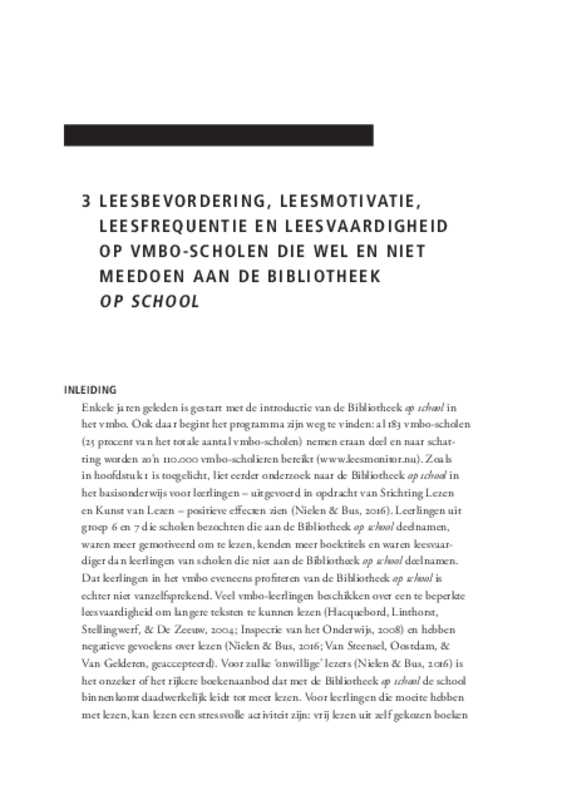 3 LEESBEVORDERING, LEESMOTIVATIE,
LEESFREQUENTIE EN LEESVAARDIGHEID
OP VMBO-SCHOLEN DIE WEL EN NIET
MEEDOEN AAN DE BIBLIOTHEEK
OP SCHOOL
INLEIDING
Enkele jaren geleden is gestart met de introductie van de Bibliotheek op school in
het vmbo. Ook daar begint het programma zijn weg te vinden: al 183 vmbo-scholen
(25 procent van het totale aantal vmbo-scholen) nemen eraan deel en naar schat-
ting worden zo'n 110.000 vmbo-scholieren bereikt (www.leesmonitor.nu). Zoals
in hoofdstuk 1 is toegelicht, liet eerder onderzoek naar de Bibliotheek op school in
het basisonderwijs voor leerlingen – uitgevoerd in opdracht van Stichting Lezen
en Kunst van Lezen – positieve effecten zien (Nielen & Bus, 2016). Leerlingen uit
groep 6 en 7 die scholen bezochten die aan de Bibliotheek op school deelnamen,
waren meer gemotiveerd om te lezen, kenden meer boektitels en waren leesvaar-
diger dan leerlingen van scholen die niet aan de Bibliotheek op school deelnamen.
Dat leerlingen in het vmbo eveneens profiteren van de Bibliotheek op school is
echter niet vanzelfsprekend. Veel vmbo-leerlingen beschikken over een te beperkte
leesvaardigheid om langere teksten te kunnen lezen (Hacquebord, Linthorst,
Stellingwerf, & De Zeeuw, 2004; Inspectie van het Onderwijs, 2008) en hebben
negatieve gevoelens over lezen (Nielen & Bus, 2016; Van Steensel, Oostdam, &
Van Gelderen, geaccepteerd). Voor zulke 'onwillige' lezers (Nielen & Bus, 2016) is
het onzeker of het rijkere boekenaanbod dat met de Bibliotheek op school de school
binnenkomt daadwerkelijk leidt tot meer lezen. Voor leerlingen die moeite hebben
met lezen, kan lezen een stressvolle activiteit zijn: vrij lezen uit zelf gekozen boeken